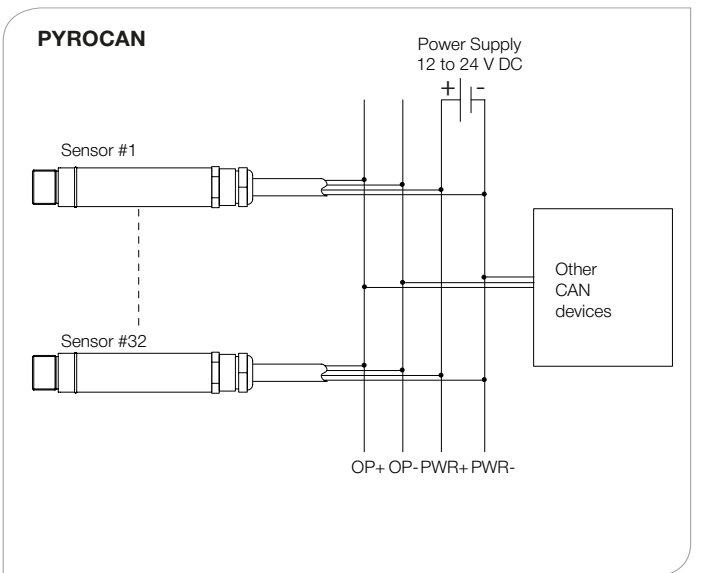 PYROCAN
Power Supply
12 to 24 V DC
+ -
Sensor #1
Other
CAN
devices
Sensor #32
OP+ OP- PWR+ PWR-